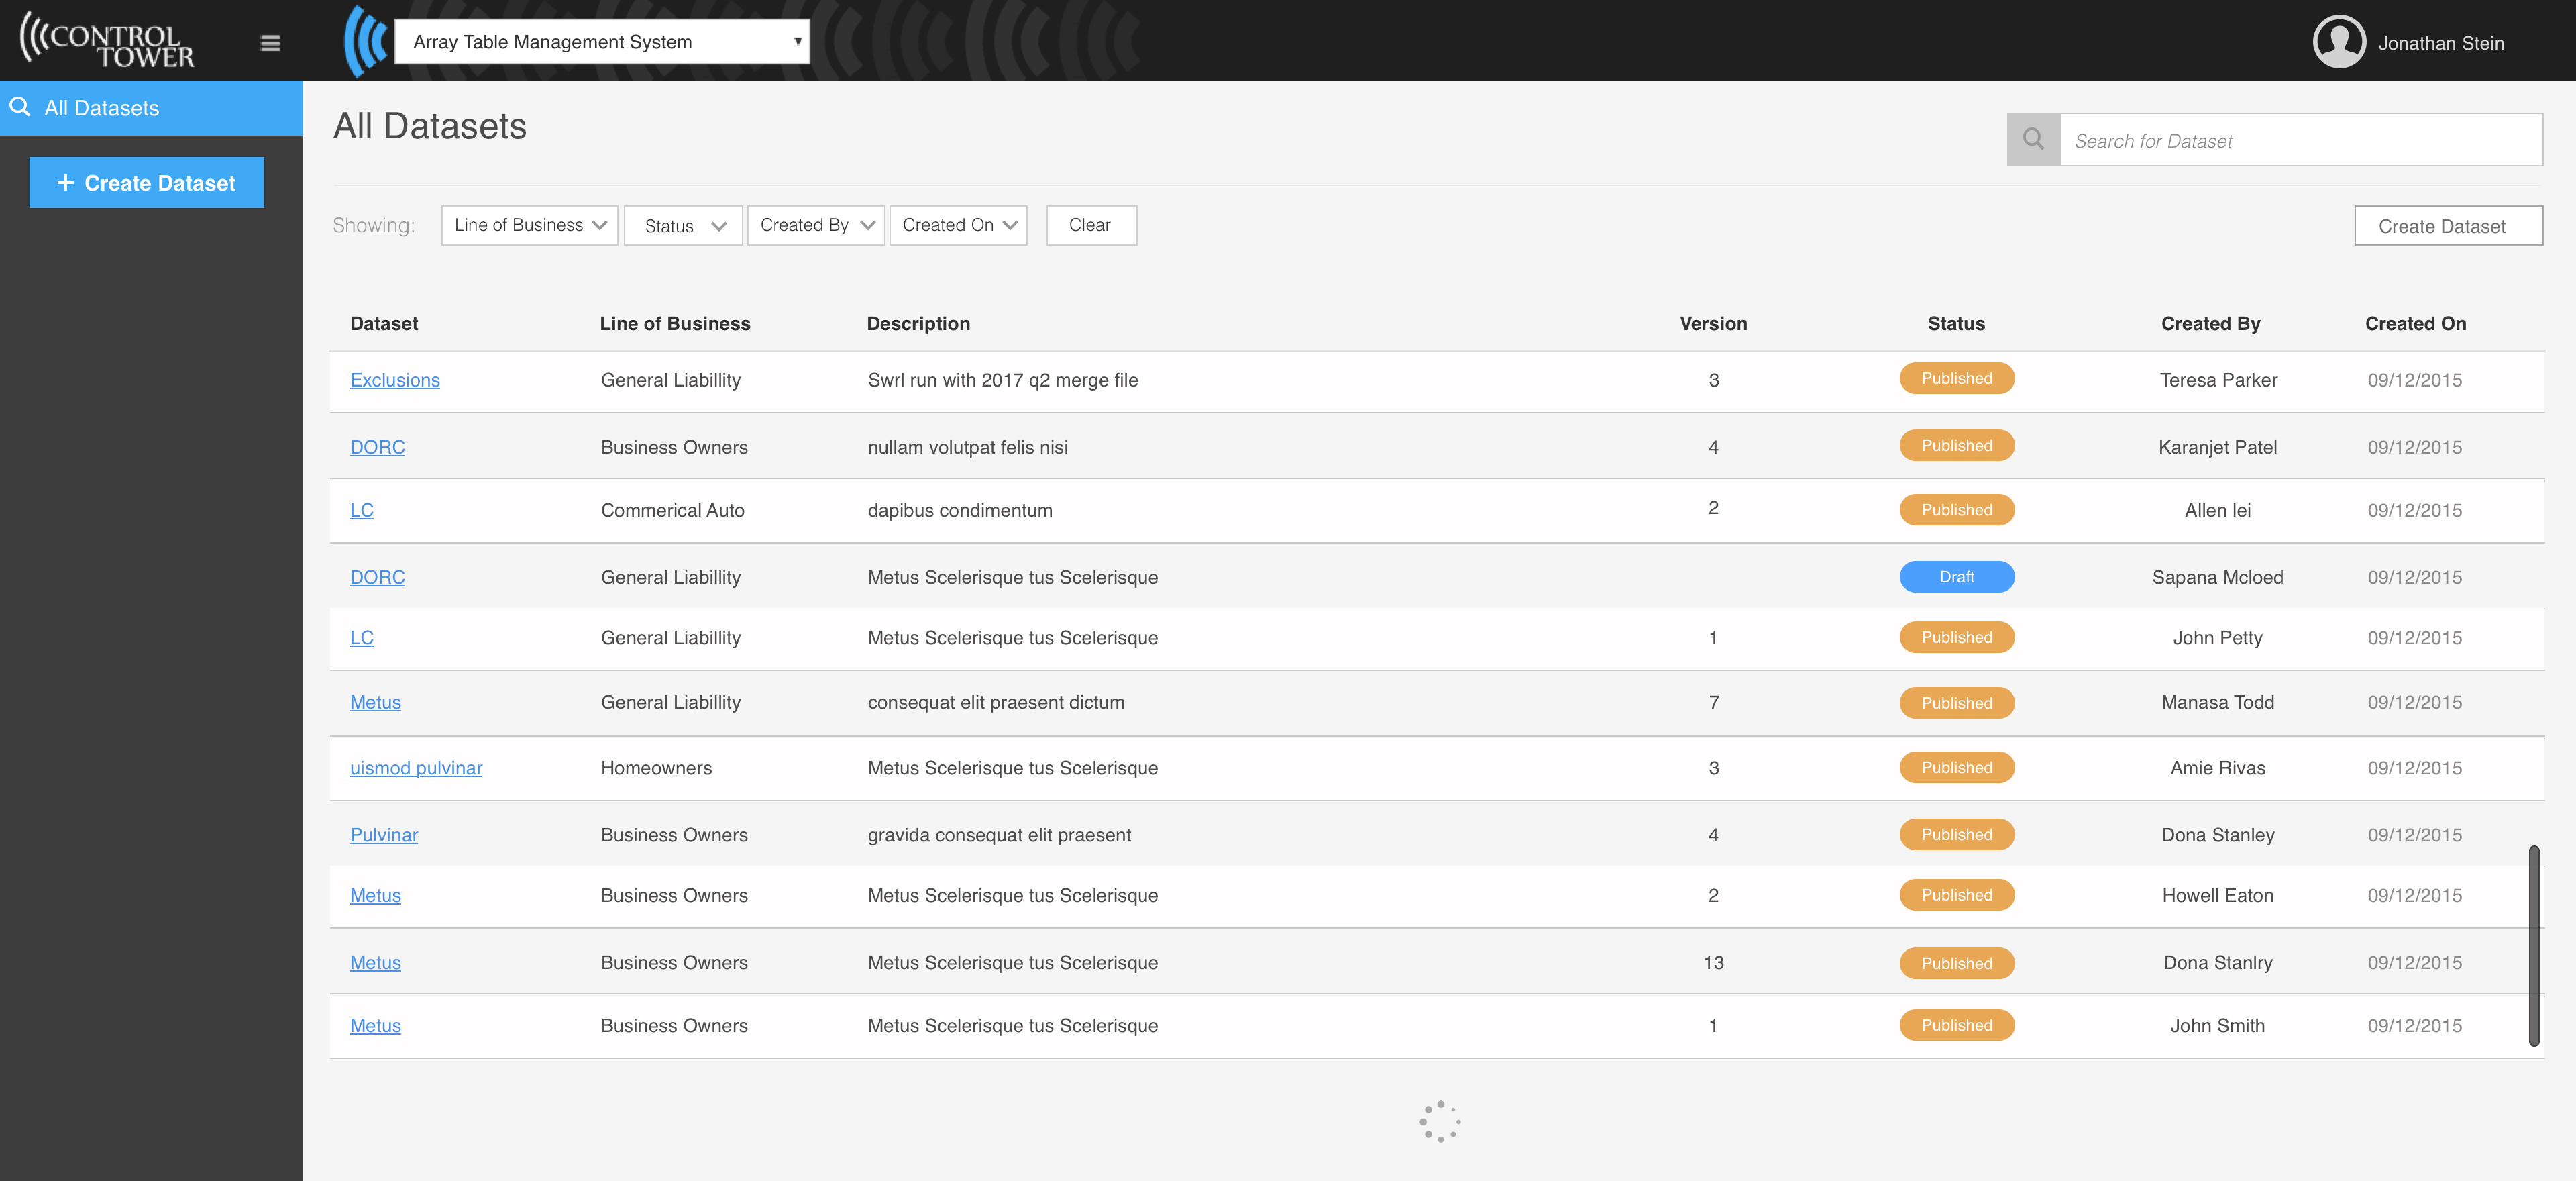 CONTROL
TOWER
Array Table Management System
Jonathan Stein
All Datasets
+ Create Dataset
All Datasets
Search for Dataset
Showing: Line of Business Status Created By Created On Clear Create Dataset
Dataset Line of Business Description Version Status Created By Created On
Exclusions General Liabillity Swrl run with 2017 q2 merge file 3 Published Teresa Parker 09/12/2015
DORC Business Owners nullam volutpat felis nisi 4 Published Karanjet Patel 09/12/2015
LC Commerical Auto dapibus condimentum 2 Published Allen lei 09/12/2015
DORC General Liabillity Metus Scelerisque tus Scelerisque Draft Sapana Mcloed 09/12/2015
LC General Liabillity Metus Scelerisque tus Scelerisque 1 Published John Petty 09/12/2015
Metus General Liabillity consequat elit praesent dictum 7 Published Manasa Todd 09/12/2015
uismod pulvinar Homeowners Metus Scelerisque tus Scelerisque 3 Published Amie Rivas 09/12/2015
Pulvinar Business Owners gravida consequat elit praesent 4 Published Dona Stanley 09/12/2015
Metus Business Owners Metus Scelerisque tus Scelerisque 2 Published Howell Eaton 09/12/2015
Metus Business Owners Metus Scelerisque tus Scelerisque 13 Published Dona Stanlry 09/12/2015
Metus Business Owners Metus Scelerisque tus Scelerisque 1 Published John Smith 09/12/2015